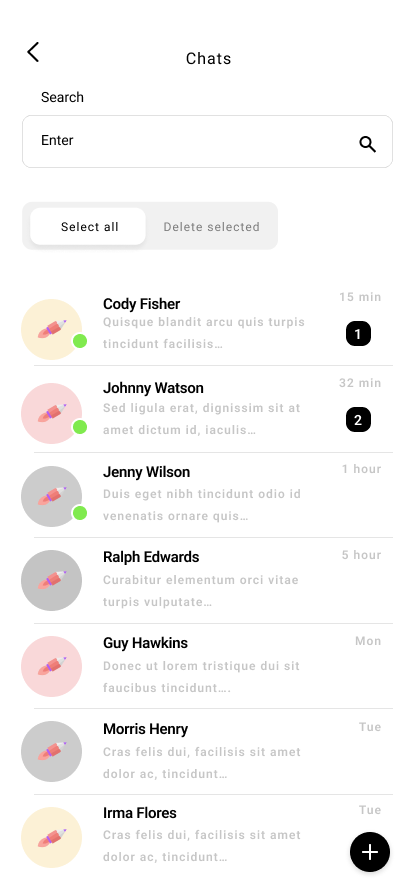 Chats
Search
Enter
Select all
Delete selected
Cody Fisher
15 min
Quisque blandit arcu quis turpis
tincidunt facilisis…
1
Johnny Watson
32 min
Sed ligula erat, dignissim sit at
amet dictum id, iaculis…
2
Jenny Wilson
1 hour
Duis eget nibh tincidunt odio id
venenatis ornare quis…
Ralph Edwards
5 hour
Curabitur elementum orci vitae
turpis vulputate…
Guy Hawkins
Mon
Donec ut lorem tristique dui sit
faucibus tincidunt….
Morris Henry
Tue
Cras felis dui, facilisis sit amet
dolor ac, tincidunt…
Irma Flores
Tue
Cras felis dui, facilisis sit amet
dolor ac, tincidunt…